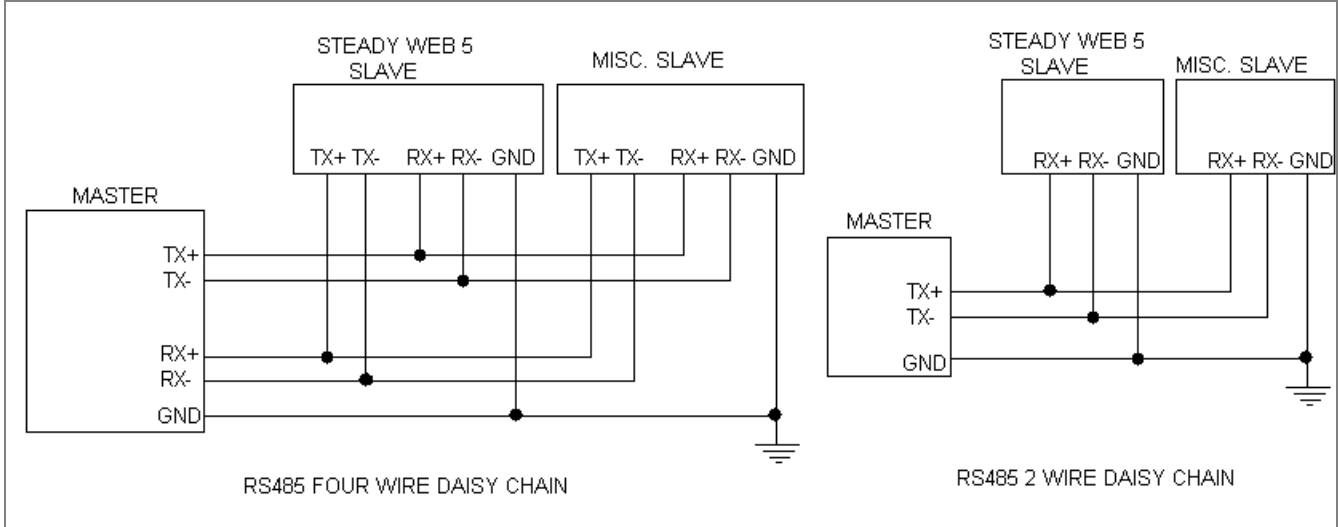 STEADY WEB 5
SLAVE
MISC. SLAVE
TX+ TX- RX+ RX- GND
TX+ TX- RX+ RX- GND
MASTER
TX+
TX-
RX+
RX-
GND
RS485 FOUR WIRE DAISY CHAIN
STEADY WEB 5
SLAVE
MISC. SLAVE
RX+ RX- GND
RX+ RX- GND
MASTER
TX+
TX-
GND
RS485 2 WIRE DAISY CHAIN